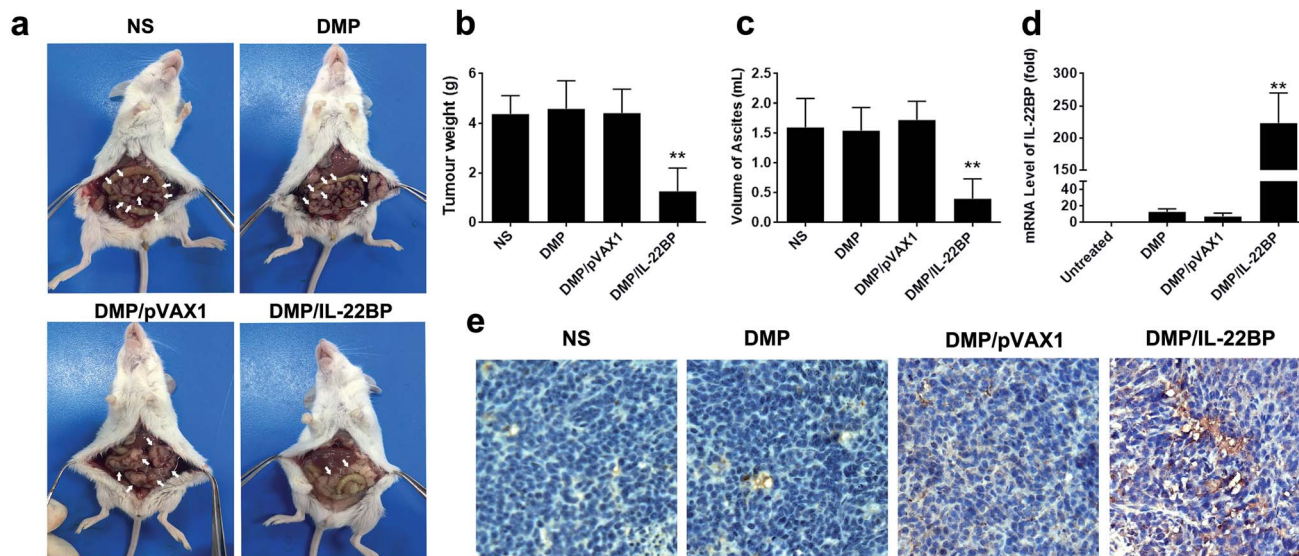 a
NS
DMP
DMP/pVAX1
DMP/IL-22BP
b
Tumour weight (g)
6
4
2
0
**
NS
DMP
DMP/pVAX1
DMP/IL-22BP
c
Volume of Ascites (mL)
2.5
2.0
1.5
1.0
0.5
0.0
**
NS
DMP
DMP/pVAX1
DMP/IL-22BP
d
mRNA Level of IL-22BP (fold)
300
250
200
150
40
20
0
**
Untreated
DMP
DMP/pVAX1
DMP/IL-22BP
e
NS
DMP
DMP/pVAX1
DMP/IL-22BP